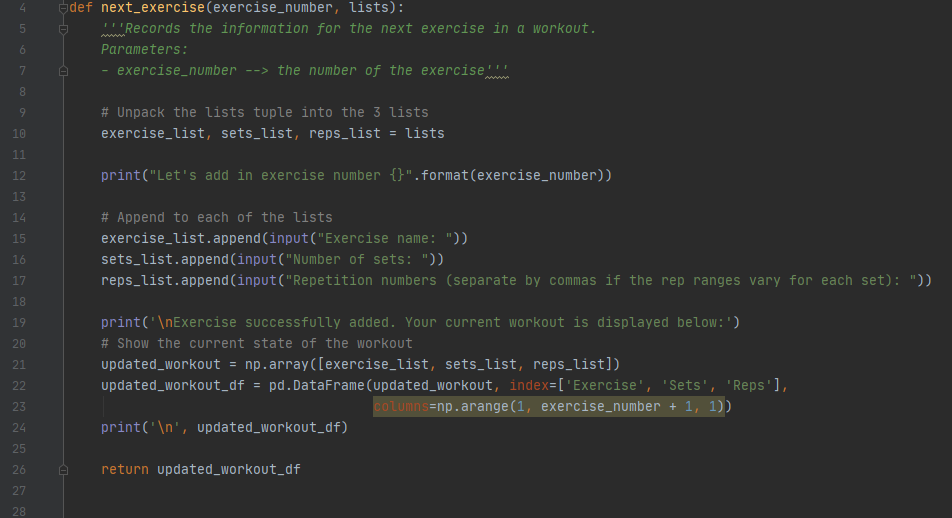 4 def next_exercise(exercise_number, lists):
5 '''Records the information for the next exercise in a workout.
6 Parameters:
7 - exercise_number --> the number of the exercise'''
8
9 # Unpack the lists tuple into the 3 lists
10 exercise_list, sets_list, reps_list = lists
11
12 print("Let's add in exercise number {}".format(exercise_number))
13
14 # Append to each of the lists
15 exercise_list.append(input("Exercise name: "))
16 sets_list.append(input("Number of sets: "))
17 reps_list.append(input("Repetition numbers (separate by commas if the rep ranges vary for each set): "))
18
19 print('\nExercise successfully added. Your current workout is displayed below:')
20 # Show the current state of the workout
21 updated_workout = np.array([exercise_list, sets_list, reps_list])
22 updated_workout_df = pd.DataFrame(updated_workout, index=['Exercise', 'Sets', 'Reps'],
23 columns=np.arange(1, exercise_number + 1, 1))
24 print('\n', updated_workout_df)
25
26 return updated_workout_df
27
28